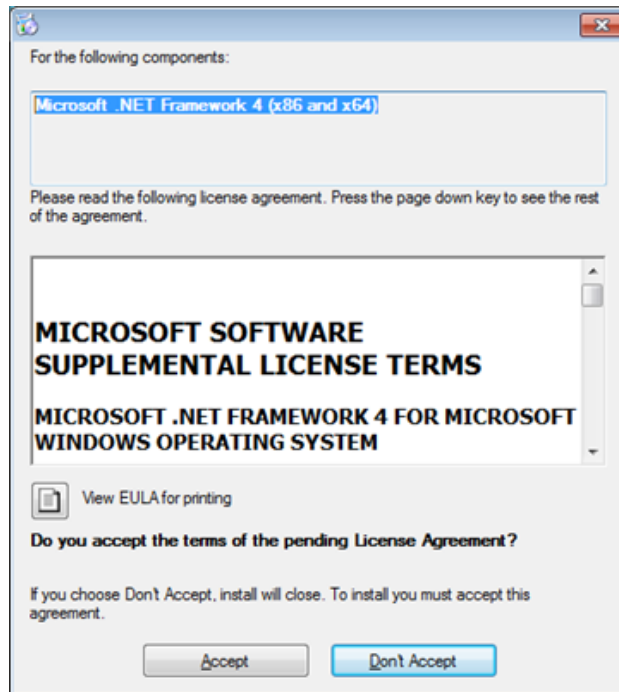 For the following components:
Microsoft .NET Framework 4 (x86 and x64)
Please read the following license agreement. Press the page down key to see the rest
of the agreement.
MICROSOFT SOFTWARE
SUPPLEMENTAL LICENSE TERMS
MICROSOFT .NET FRAMEWORK 4 FOR MICROSOFT
WINDOWS OPERATING SYSTEM
View EULA for printing
Do you accept the terms of the pending License Agreement?
If you choose Don't Accept, install will close. To install you must accept this
agreement.
Accept
Don't Accept